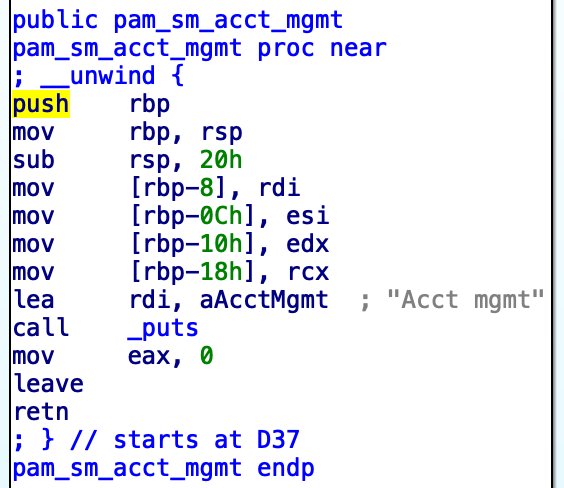 public pam_sm_acct_mgmt
pam_sm_acct_mgmt proc near
; __unwind {
push rbp
mov rbp, rsp
sub rsp, 20h
mov [rbp-8], rdi
mov [rbp-0Ch], esi
mov [rbp-10h], edx
mov [rbp-18h], rcx
lea rdi, aAcctMgmt ; "Acct mgmt"
call _puts
mov eax, 0
leave
retn
; } // starts at D37
pam_sm_acct_mgmt endp